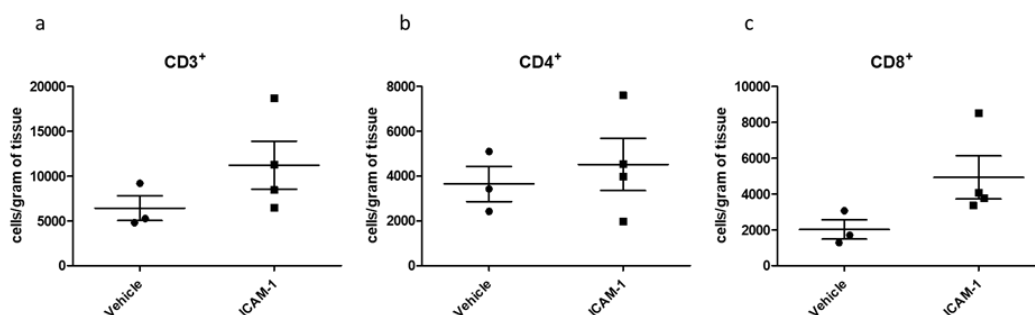 a
CD3⁺
cells/gram of tissue
20000
15000
10000
5000
0
Vehicle
ICAM-1
b
CD4⁺
cells/gram of tissue
8000
6000
4000
2000
0
Vehicle
ICAM-1
c
CD8⁺
cells/gram of tissue
10000
8000
6000
4000
2000
0
Vehicle
ICAM-1